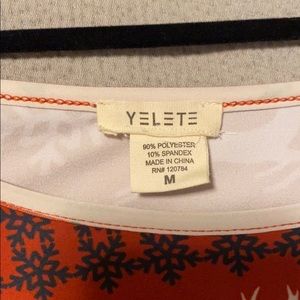 YELETE
90% POLYESTER
10% SPANDEX
MADE IN CHINA
RN# 120784
M